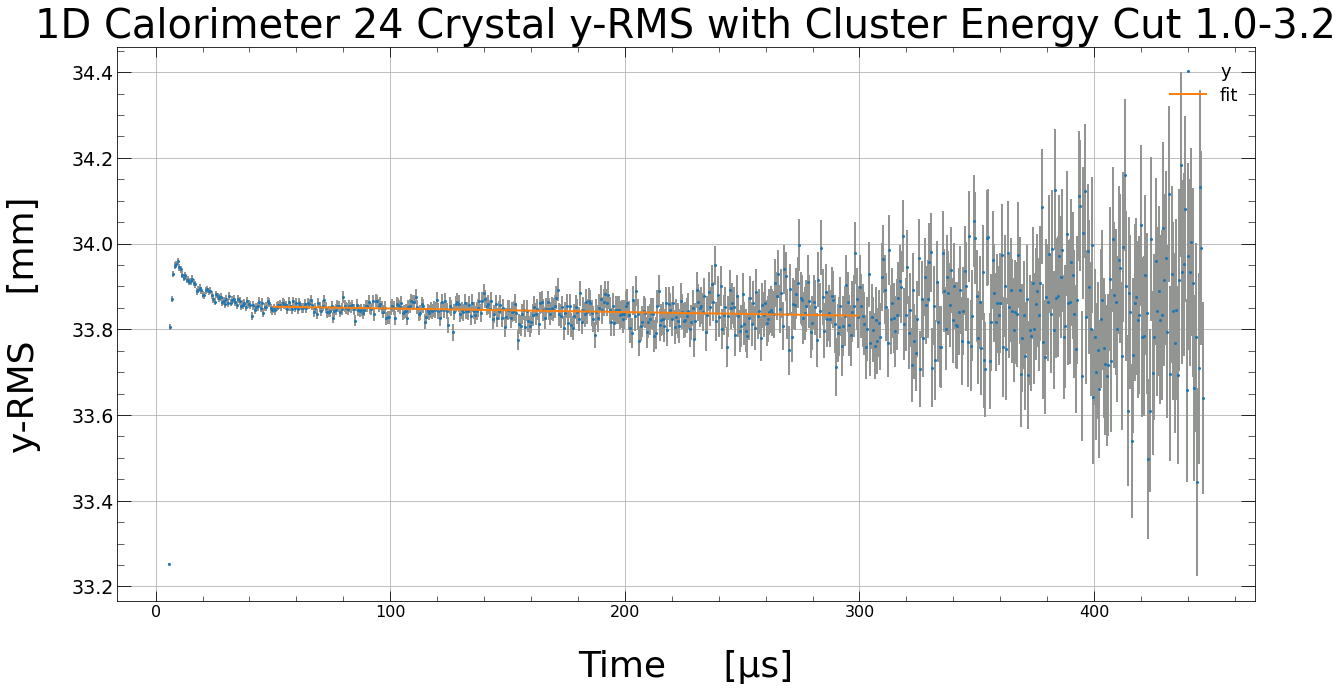 1D Calorimeter 24 Crystal y-RMS with Cluster Energy Cut 1.0-3.2
y
fit
34.4
34.2
34.0
33.8
33.6
33.4
33.2
y-RMS [mm]
0 100 200 300 400
Time [μs]